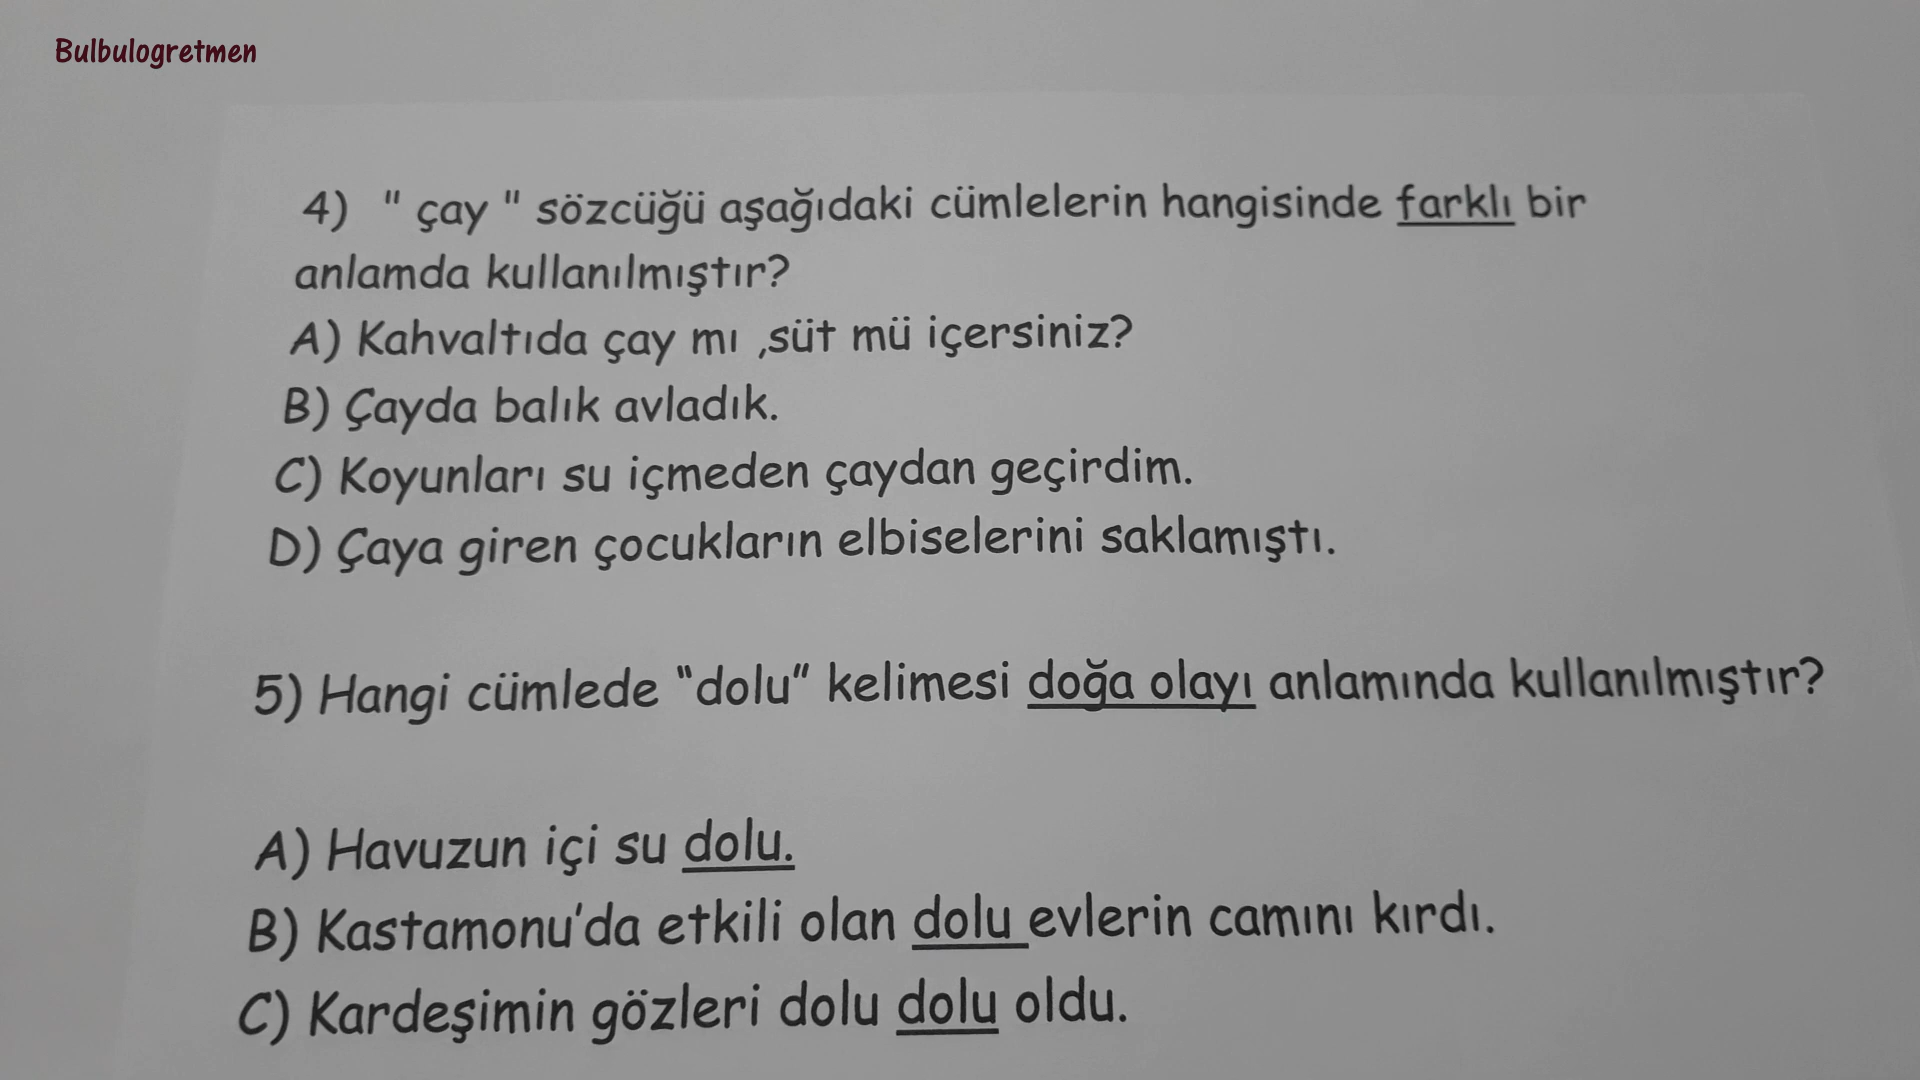 Bulbulogretmen
4) " çay " sözcüğü aşağıdaki cümlelerin hangisinde farklı bir
anlamda kullanılmıştır?
A) Kahvaltıda çay mı ,süt mü içersiniz?
B) Çayda balık avladık.
C) Koyunları su içmeden çaydan geçirdim.
D) Çaya giren çocukların elbiselerini saklamıştı.
5) Hangi cümlede “dolu” kelimesi doğa olayı anlamında kullanılmıştır?
A) Havuzun içi su dolu.
B) Kastamonu'da etkili olan dolu evlerin camını kırdı.
C) Kardeşimin gözleri dolu dolu oldu.